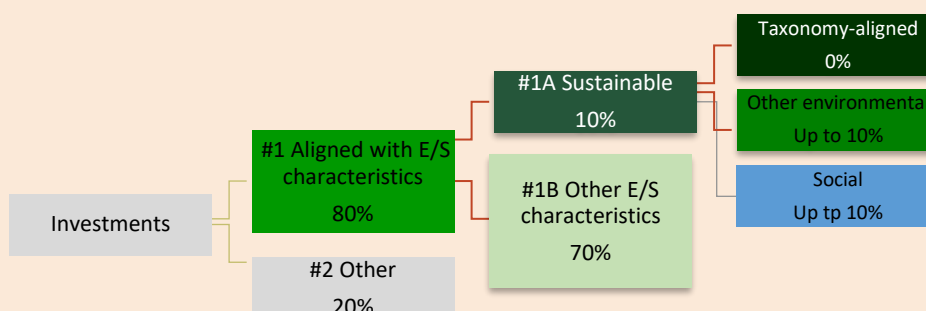 Investments
#1 Aligned with E/S
characteristics
80%
#2 Other
20%
#1A Sustainable
10%
#1B Other E/S
characteristics
70%
Taxonomy-aligned
0%
Other environmenta
Up to 10%
Social
Up tp 10%